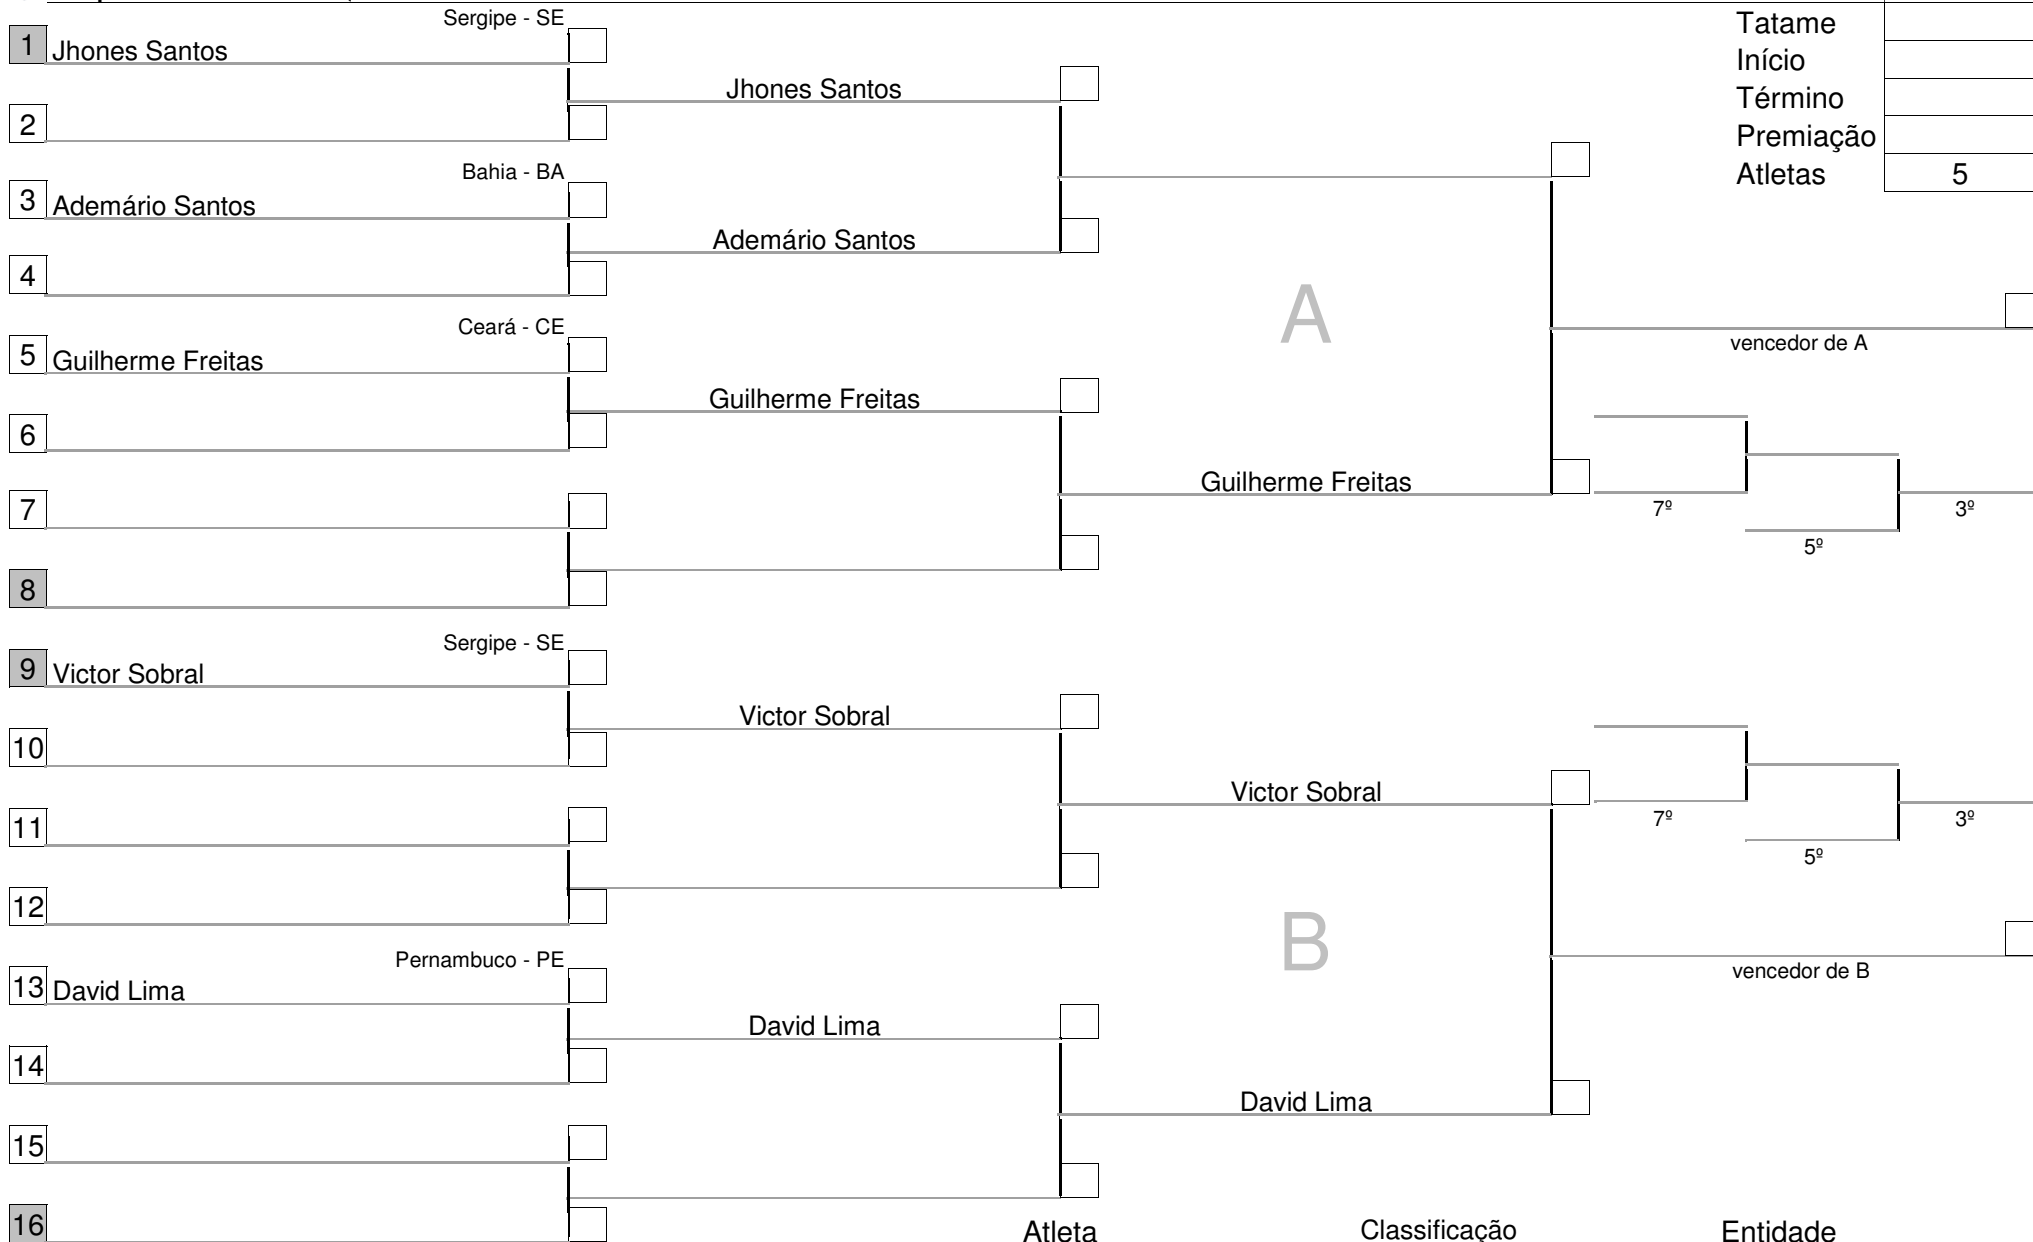 Sergipe - SE
1 Jhones Santos
Jhones Santos
2
Bahia - BA
3 Ademário Santos
Ademário Santos
4
Ceará - CE
5 Guilherme Freitas
Guilherme Freitas
6
Guilherme Freitas
7
8
A
Sergipe - SE
9 Victor Sobral
Victor Sobral
10
Victor Sobral
11
12
B
Pernambuco - PE
13 David Lima
David Lima
14
David Lima
15
16
Tatame
Início
Término
Premiação
Atletas 5
vencedor de A
7º
3º
5º
7º
3º
5º
vencedor de B
Atleta Classificação Entidade